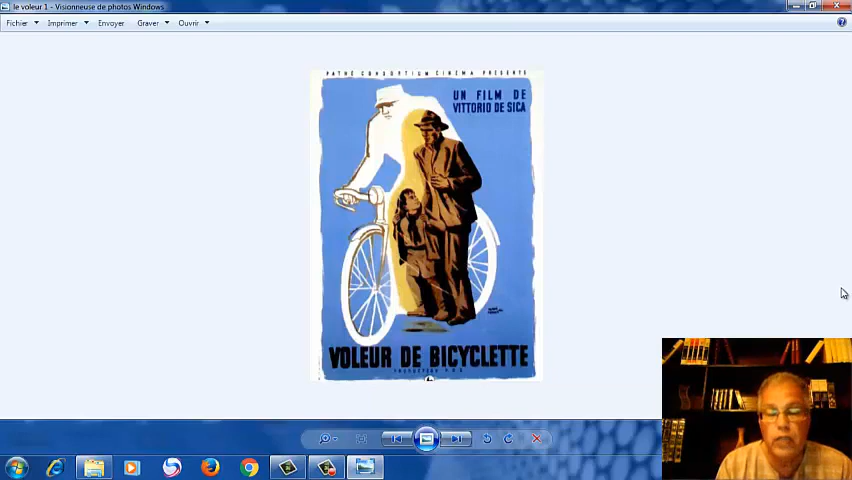 le voleur 1 - Visionneuse de photos Windows
Fichier Imprimer Envoyer Graver Ouvrir
PATHÉ CONSORTIUM CINEMA PRÉSENTE
UN FILM DE
VITTORIO DE SICA
VOLEUR DE BICYCLETTE